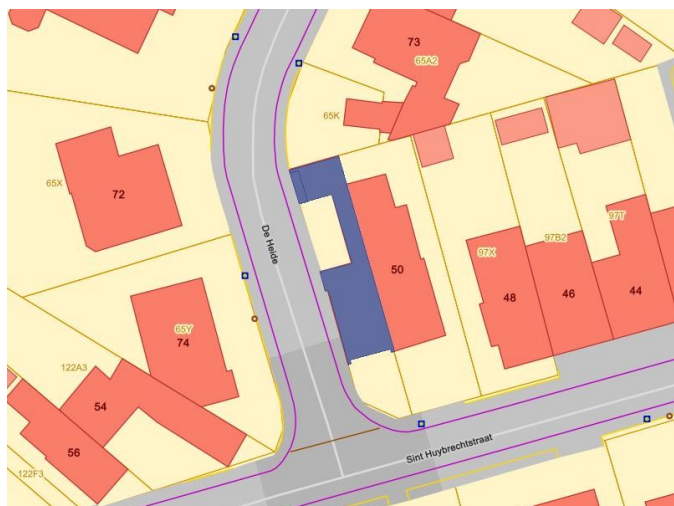 73
65A2
65K
72
65X
97T
De Heide
97X
97B2
50
48
46
44
65Y
74
122A3
54
56
Sint Huybrechtstraat
122F3